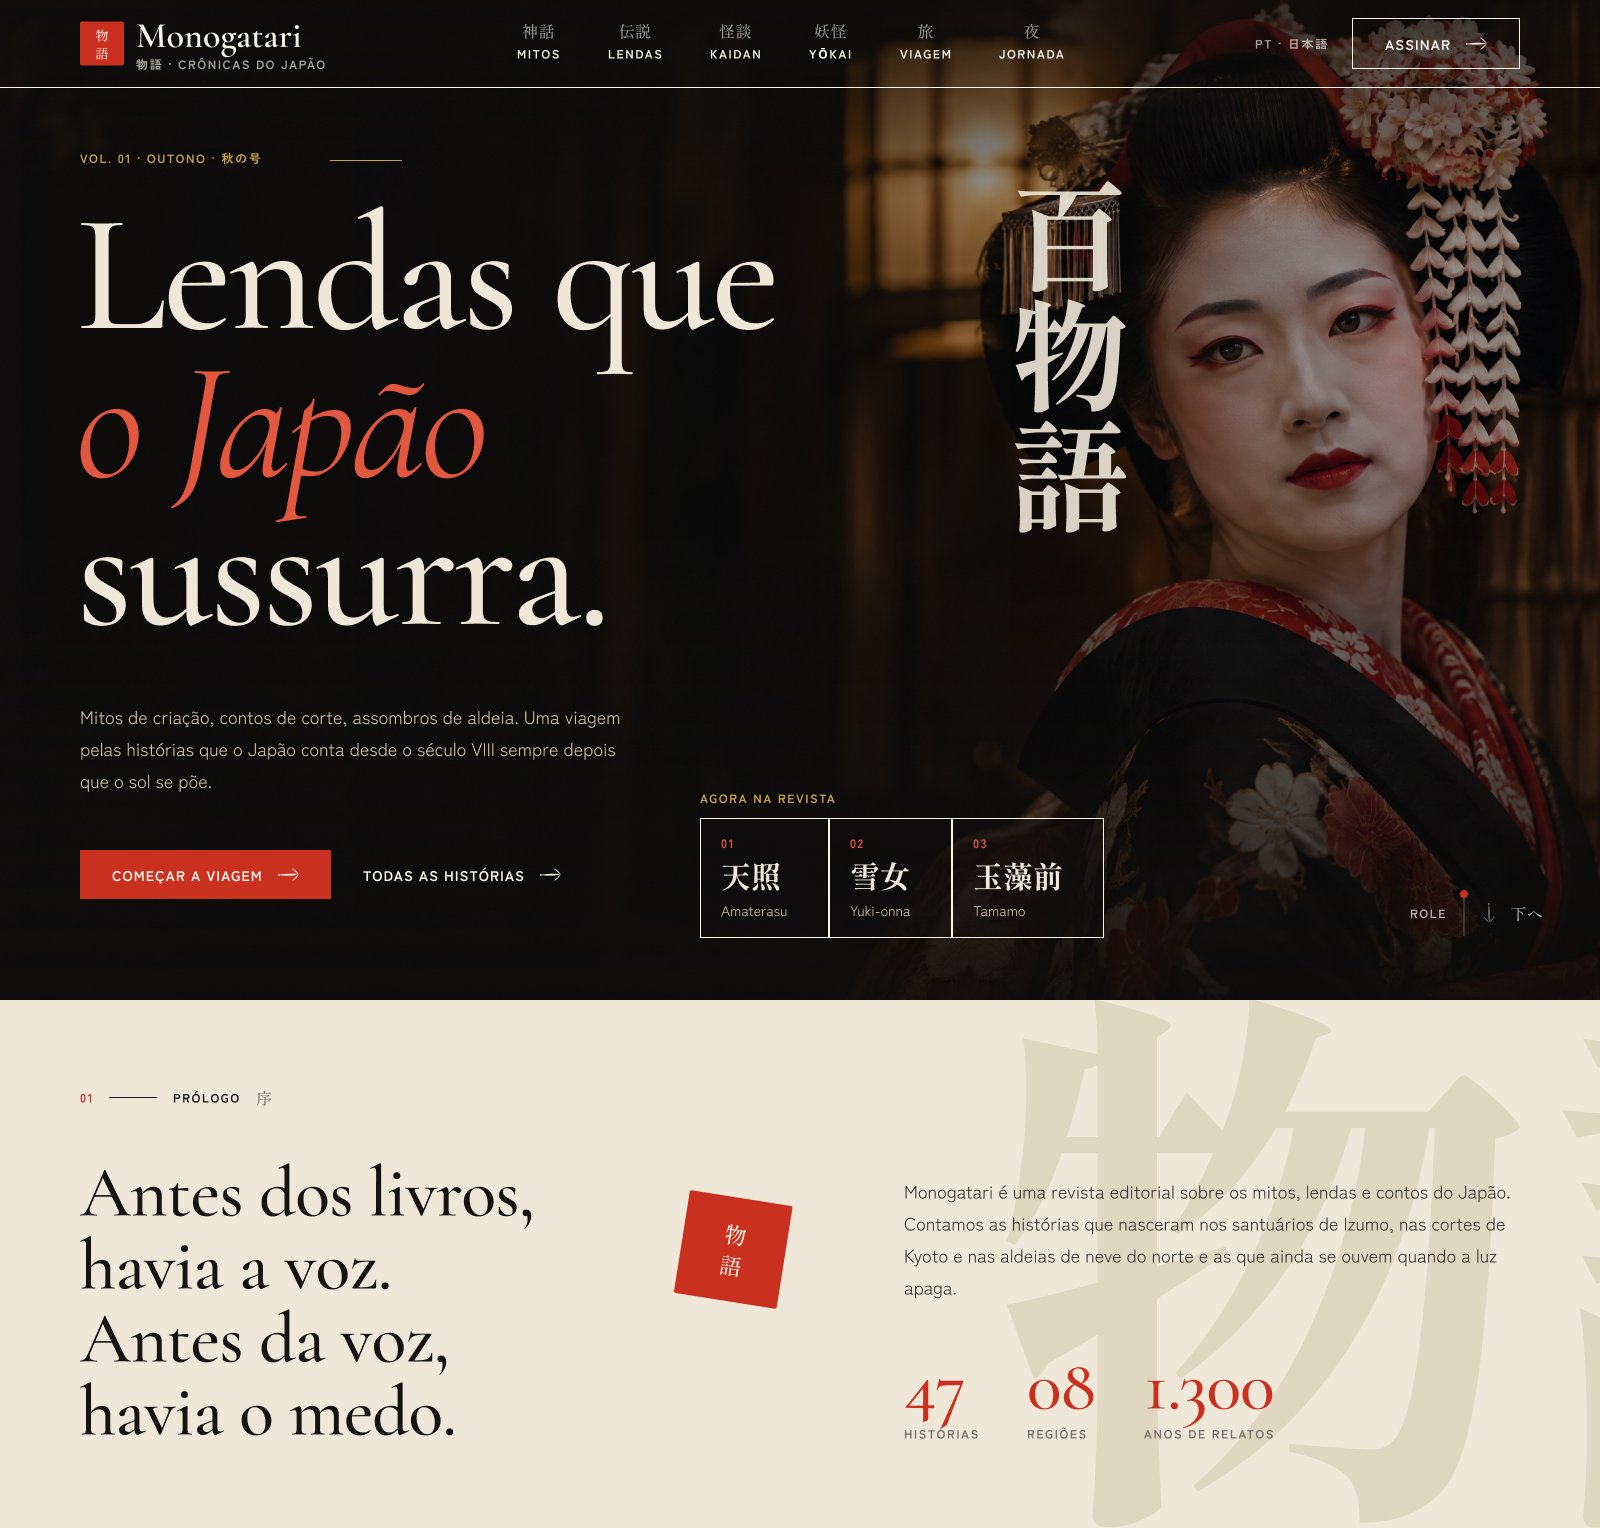 物語
Monogatari
物語 · CRÔNICAS DO JAPÃO
神話
MITOS
伝説
LENDAS
怪談
KAIDAN
妖怪
YŌKAI
旅
VIAGEM
夜
JORNADA
PT · 日本語
ASSINAR
VOL. 01 · OUTONO · 秋の号
Lendas que
o Japão
sussurra.
百物語
Mitos de criação, contos de corte, assombros de aldeia. Uma viagem
pelas histórias que o Japão conta desde o século VIII sempre depois
que o sol se põe.
COMEÇAR A VIAGEM
TODAS AS HISTÓRIAS
AGORA NA REVISTA
01
天照
Amaterasu
02
雪女
Yuki-onna
03
玉藻前
Tamamo
ROLE
下へ
01
PRÓLOGO 序
Antes dos livros,
havia a voz.
Antes da voz,
havia o medo.
物語
Monogatari é uma revista editorial sobre os mitos, lendas e contos do Japão.
Contamos as histórias que nasceram nos santuários de Izumo, nas cortes de
Kyoto e nas aldeias de neve do norte e as que ainda se ouvem quando a luz
apaga.
47
HISTÓRIAS
08
REGIÕES
1.300
ANOS DE RELATOS
物